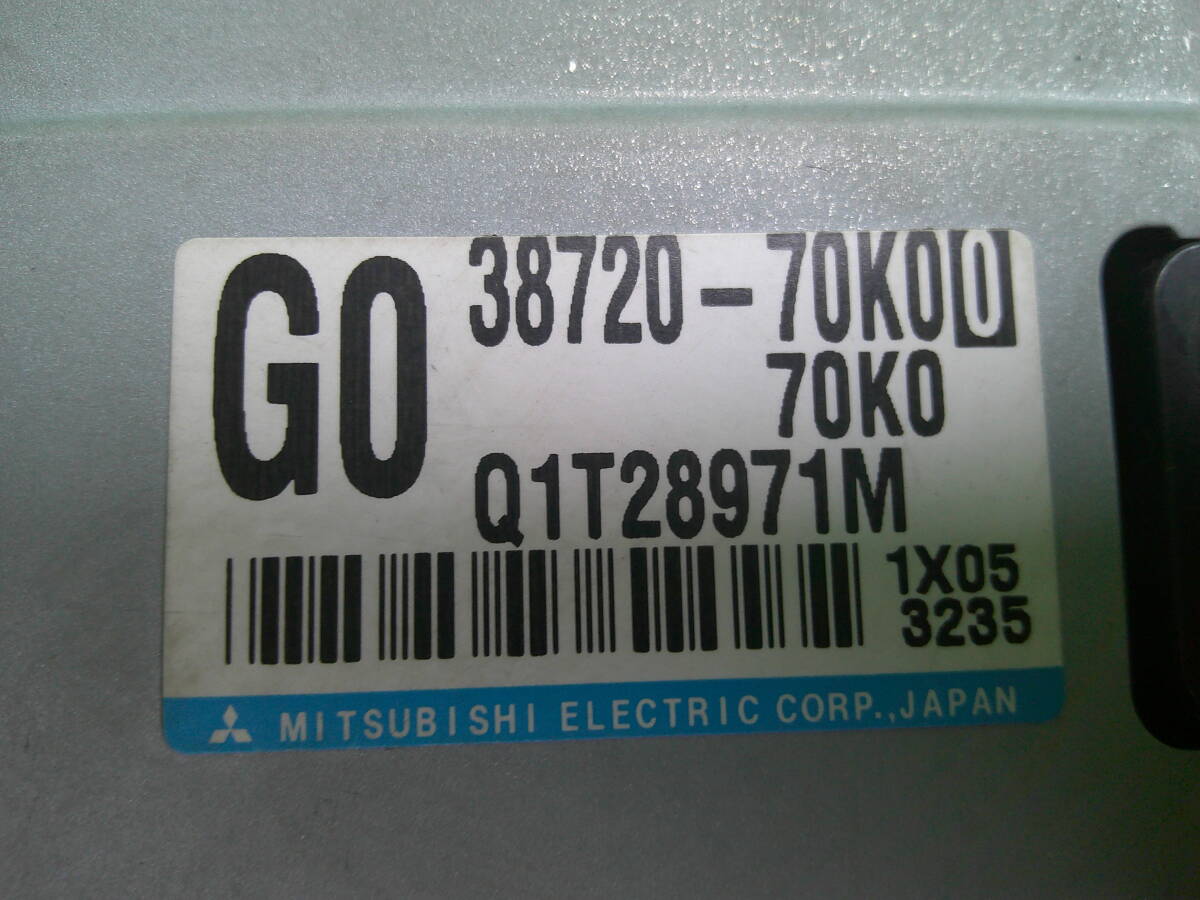 G0
38720-70K00
70K0
Q1T28971M
1X05
3235
MITSUBISHI ELECTRIC CORP.,JAPAN